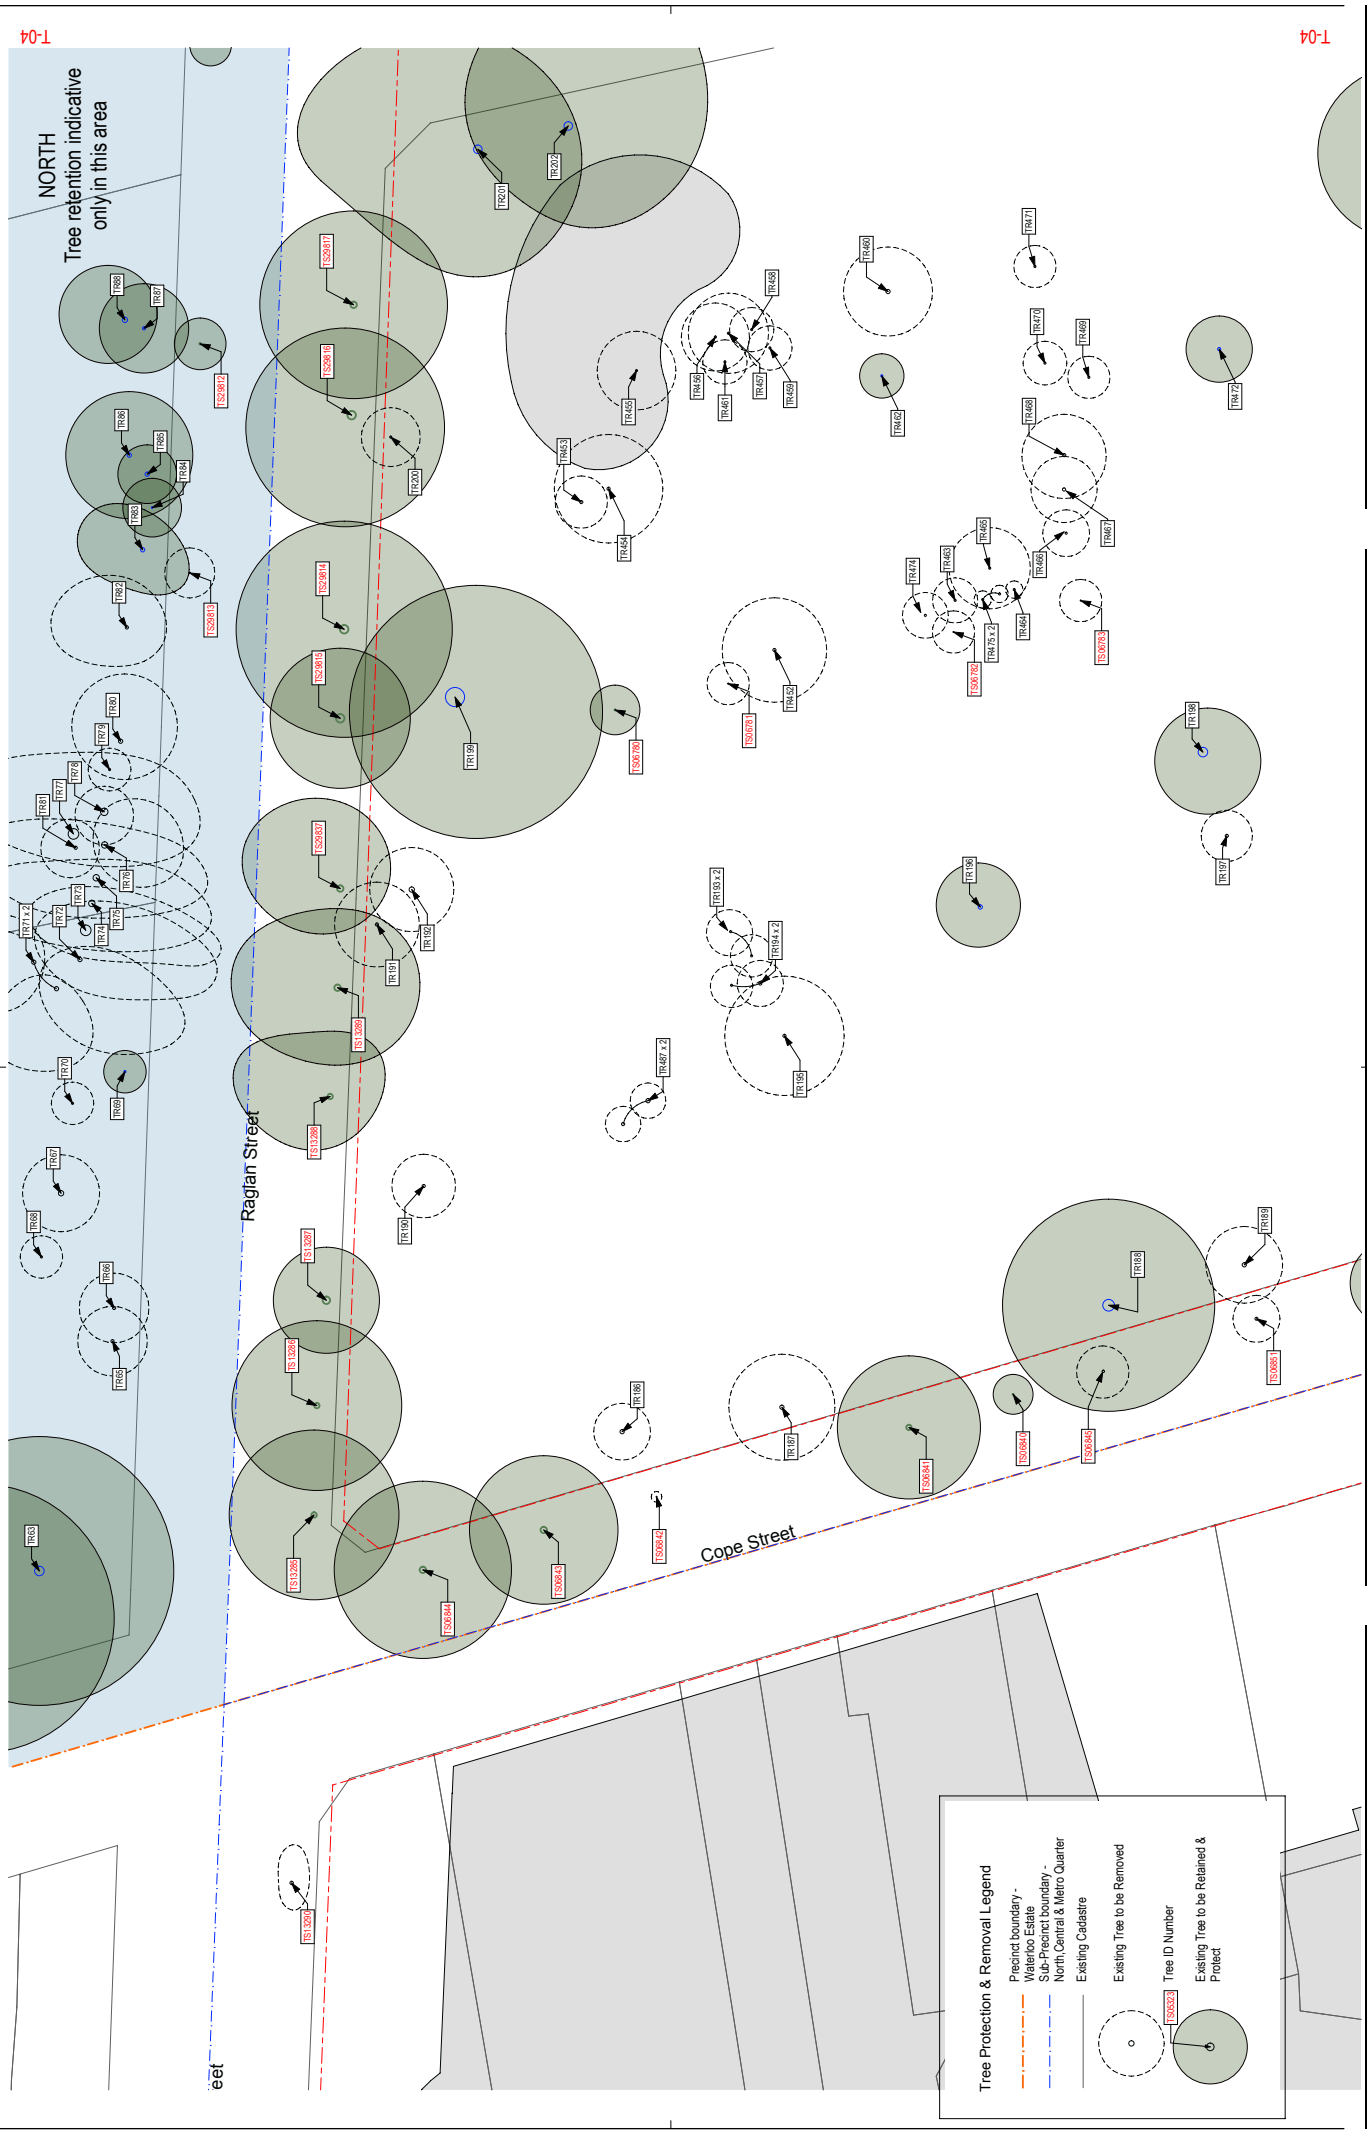 T-04
T-04
NORTH
Tree retention indicative
only in this area
TR88
TR87
TS29812
TR86
TR85
TR84
TR83
TS29813
TR82
TR80
TR79
TR78
TR77
TR81
TR76
TR75
TR74
TR73
TR72
TR71 x 2
TR70
TR69
TR67
TR68
TR66
TR65
TR63
TS29817
TS29816
TR200
TR201
TR202
TS29814
TS29815
TR199
TS06780
TS29837
TR192
TR191
TS13289
TS13288
Raglan Street
TR190
TS13287
TS13286
TS13285
TS06844
TS06843
TS06842
TR186
TR187
TS06841
TS06840
TS06845
TR188
TR189
TS06851
Cope Street
TR453
TR454
TR455
TR456
TR461
TR457
TR459
TR458
TR460
TR462
TR471
TR470
TR469
TR468
TR467
TR466
TR465
TR463
TR474
TR475 x 2
TR464
TS06782
TS06783
TR472
TR452
TS06781
TR198
TR197
TR196
TR193 x 2
TR194 x 2
TR195
TR487 x 2
TS13290
eet
Tree Protection & Removal Legend
Precinct boundary -
Waterloo Estate
Sub-Precinct boundary -
North,Central & Metro Quarter
Existing Cadastre
Existing Tree to be Removed
Tree ID Number
TS05323
Existing Tree to be Retained &
Protect